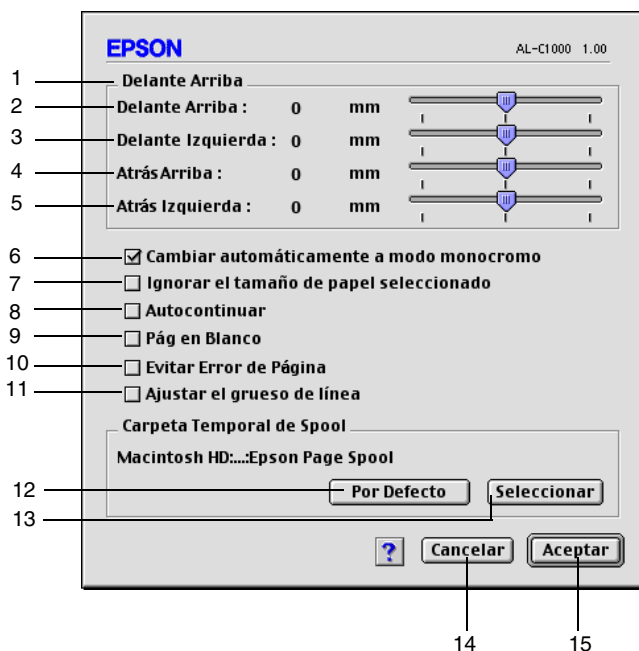 EPSON AL-C1000 1.00
1 Delante Arriba
2 Delante Arriba : 0 mm
3 Delante Izquierda : 0 mm
4 AtrásArriba : 0 mm
5 Atrás Izquierda : 0 mm
6 Cambiar automáticamente a modo monocromo
7 Ignorar el tamaño de papel seleccionado
8 Autocontinuar
9 Pág en Blanco
10 Evitar Error de Página
11 Ajustar el grueso de línea
Carpeta Temporal de Spool
Macintosh HD:...:Epson Page Spool
12 Por Defecto Seleccionar
13
? Cancelar Aceptar
14 15